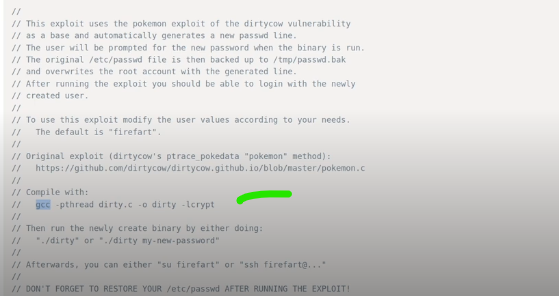 //
// This exploit uses the pokemon exploit of the dirtycow vulnerability
// as a base and automatically generates a new passwd line.
// The user will be prompted for the new password when the binary is run.
// The original /etc/passwd file is then backed up to /tmp/passwd.bak
// and overwrites the root account with the generated line.
// After running the exploit you should be able to login with the newly
// created user.
//
// To use this exploit modify the user values according to your needs.
//   The default is "firefart".
//
// Original exploit (dirtycow's ptrace_pokedata "pokemon" method):
//   https://github.com/dirtycow/dirtycow.github.io/blob/master/pokemon.c
//
// Compile with:
//   gcc -pthread dirty.c -o dirty -lcrypt
//
// Then run the newly create binary by either doing:
//   "./dirty" or "./dirty my-new-password"
//
// Afterwards, you can either "su firefart" or "ssh firefart@..."
//
// DON'T FORGET TO RESTORE YOUR /etc/passwd AFTER RUNNING THE EXPLOIT!